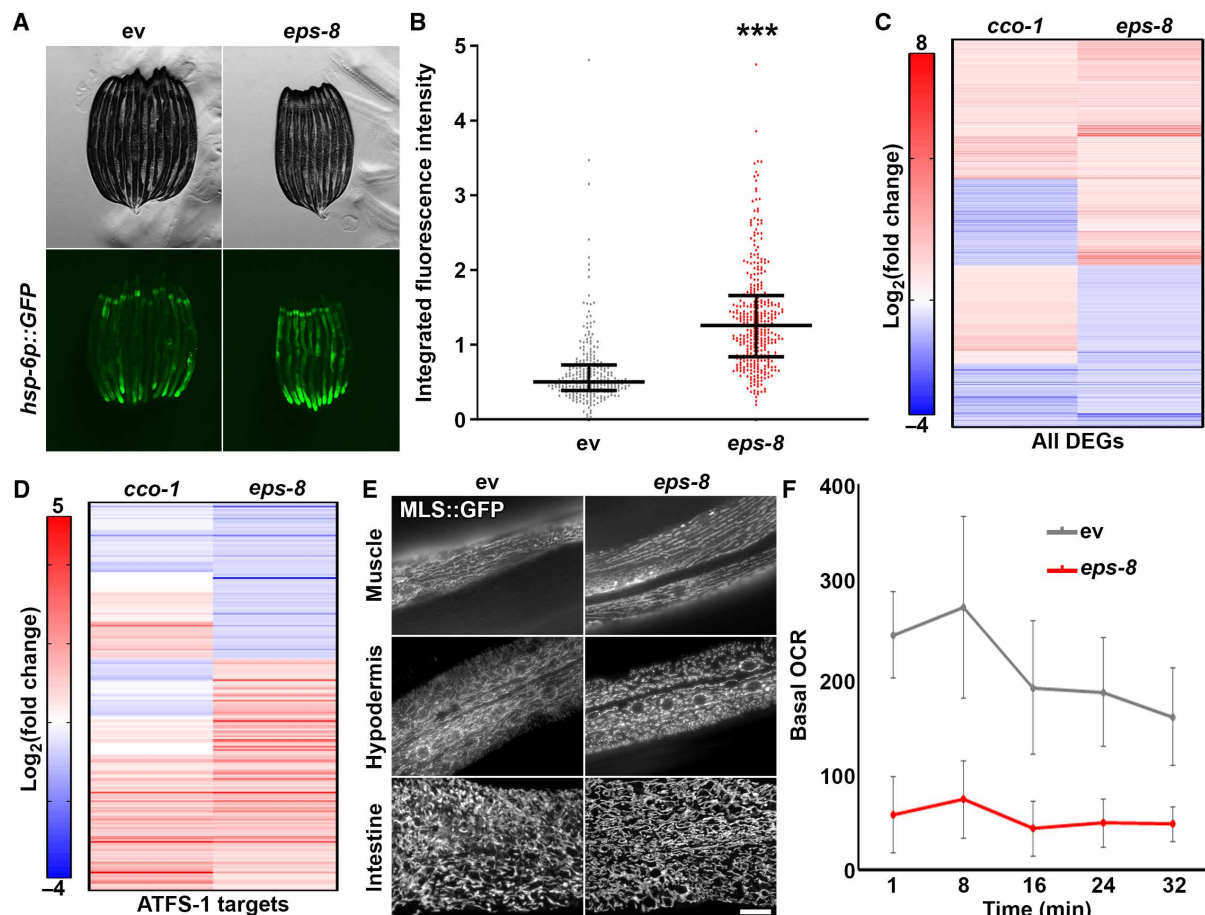 A
ev
eps-8
hsp-6p::GFP
B
***
Integrated fluorescence intensity
5
4
3
2
1
0
ev
eps-8
C
cco-1
eps-8
8
Log2(fold change)
–4
All DEGs
D
cco-1
eps-8
5
Log2(fold change)
–4
ATFS-1 targets
E
ev
eps-8
MLS::GFP
Muscle
Hypodermis
Intestine
F
400
300
200
100
0
Basal OCR
ev
eps-8
1 8 16 24 32
Time (min)